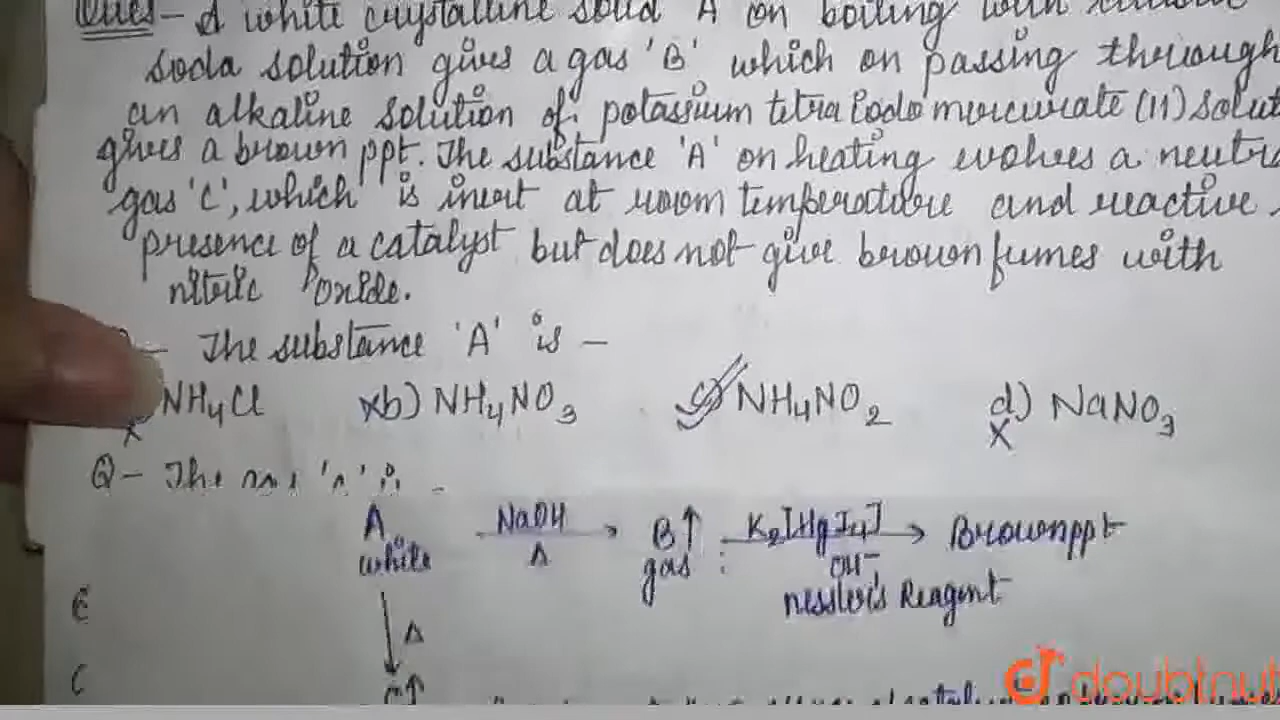 Ques - A white crystalline solid 'A' on boiling with
soda solution gives a gas 'B' which on passing through
an alkaline solution of potassium tetra iodo mercurate (II) solut
gives a brown ppt. The substance 'A' on heating evolves a neutra
gas 'C', which is inert at room temperature and reactive
presence of a catalyst but does not give brown fumes with
nitric oxide.
- The substance 'A' is -
NH4Cl xb) NH4NO3 c) NH4NO2 d) NaNO3
x x
Q - The
A NaOH B↑ K2[HgI4] Brown ppt
white Δ gas : OH-
nessler's Reagent
E
Δ
C C↑
doubtnut